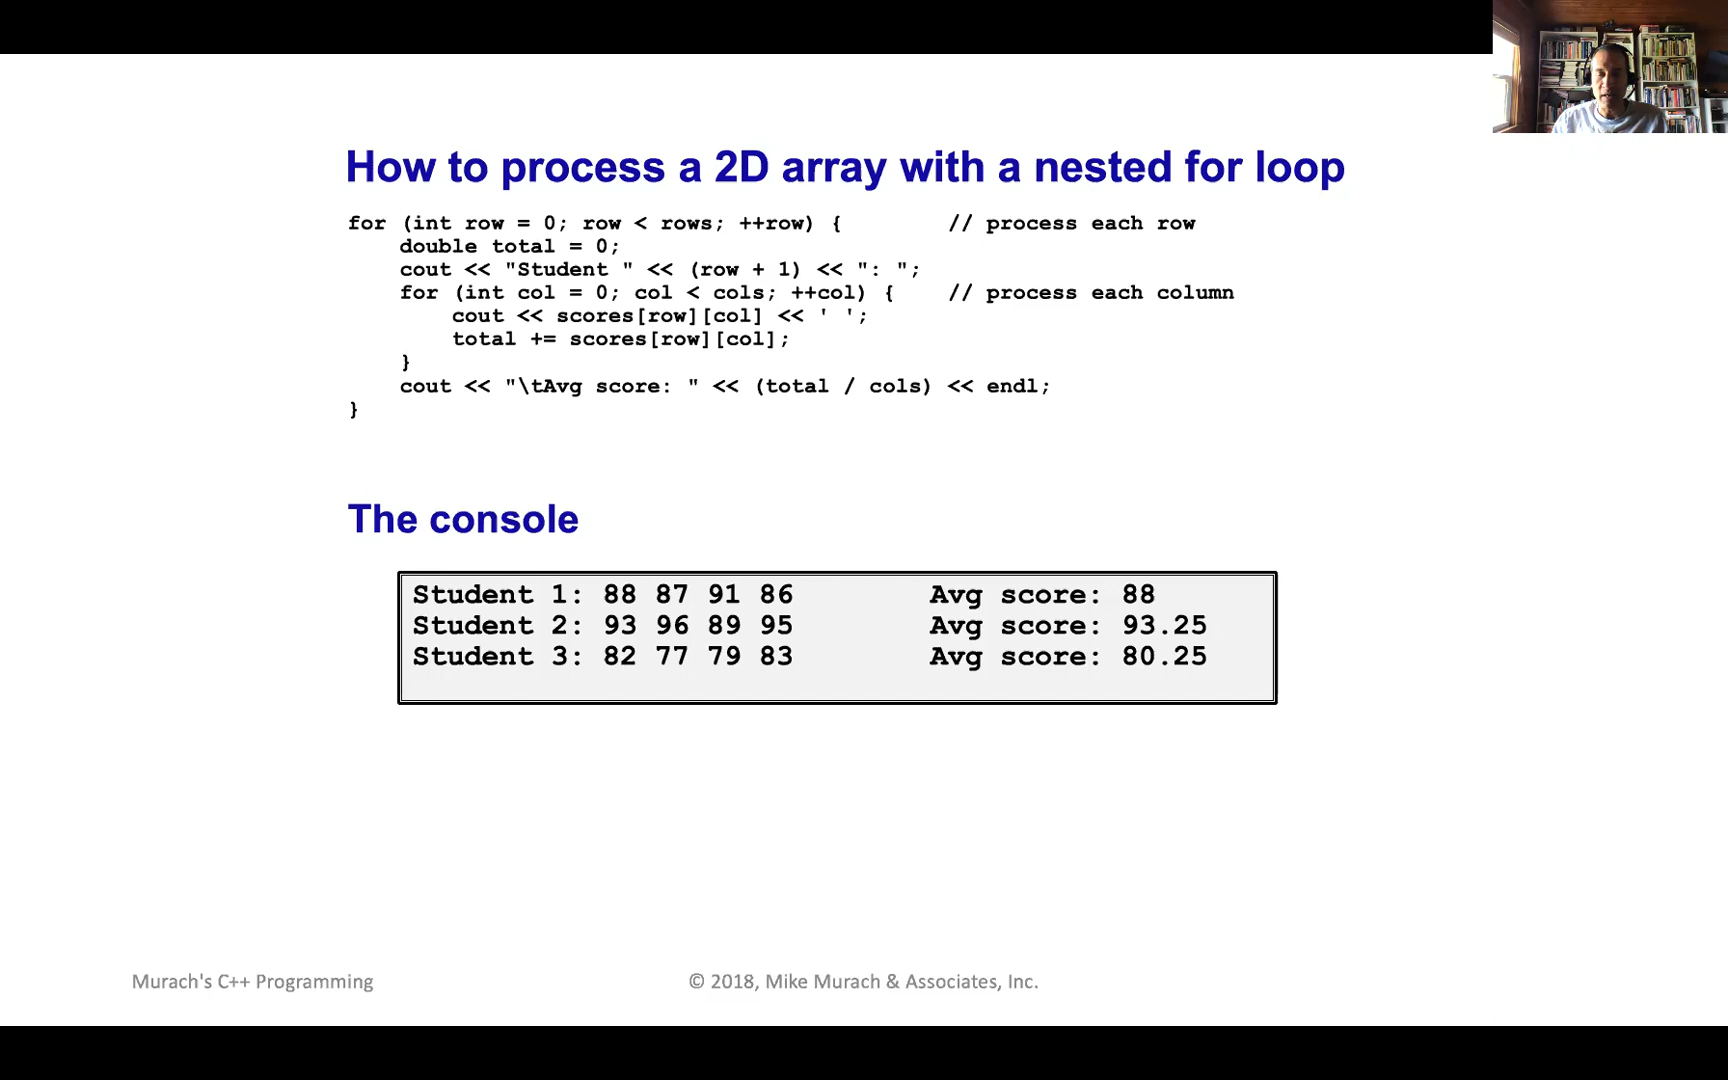 How to process a 2D array with a nested for loop
for (int row = 0; row < rows; ++row) {        // process each row
    double total = 0;
    cout << "Student " << (row + 1) << ": ";
    for (int col = 0; col < cols; ++col) {    // process each column
        cout << scores[row][col] << ' ';
        total += scores[row][col];
    }
    cout << "\tAvg score: " << (total / cols) << endl;
}
The console
Student 1: 88 87 91 86        Avg score: 88
Student 2: 93 96 89 95        Avg score: 93.25
Student 3: 82 77 79 83        Avg score: 80.25
Murach's C++ Programming        © 2018, Mike Murach & Associates, Inc.